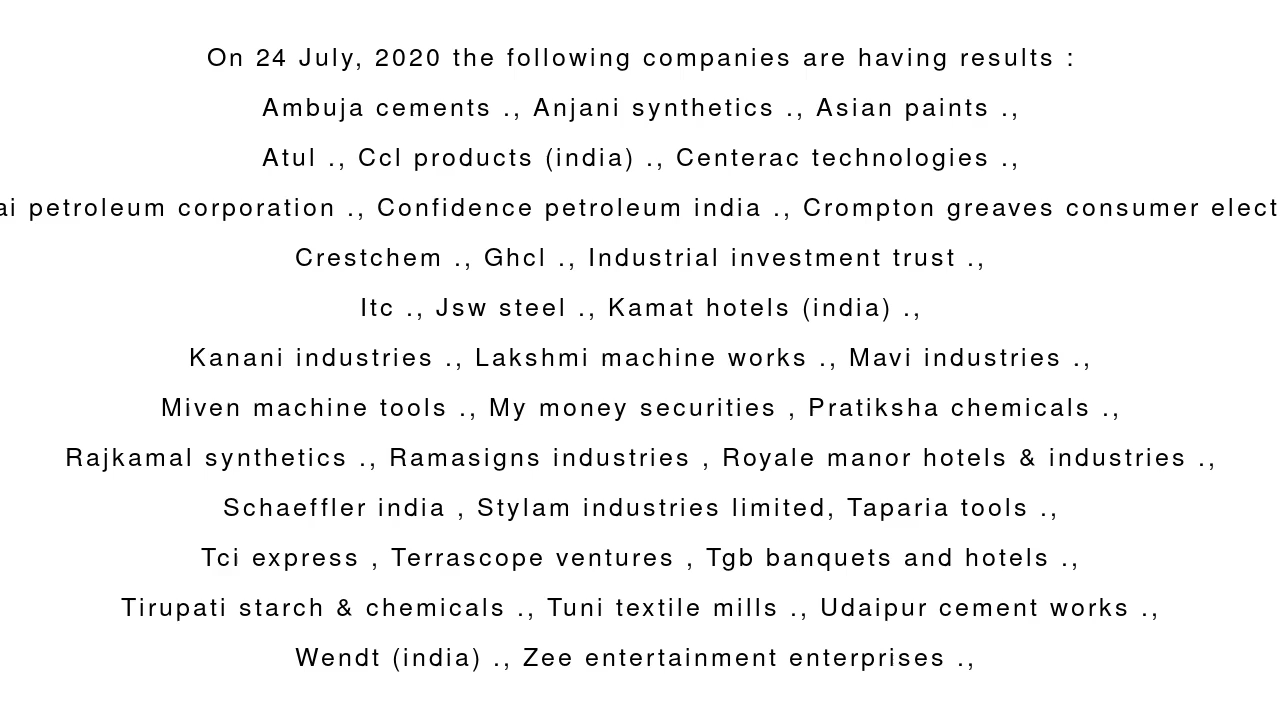 On 24 July, 2020 the following companies are having results :
Ambuja cements ., Anjani synthetics ., Asian paints .,
Atul ., Ccl products (india) ., Centerac technologies .,
petroleum corporation ., Confidence petroleum india ., Crompton greaves consumer
Crestchem ., Ghcl ., Industrial investment trust .,
Itc ., Jsw steel ., Kamat hotels (india) .,
Kanani industries ., Lakshmi machine works ., Mavi industries .,
Miven machine tools ., My money securities , Pratiksha chemicals .,
Rajkamal synthetics ., Ramasigns industries , Royale manor hotels & industries .,
Schaeffler india , Stylam industries limited, Taparia tools .,
Tci express , Terrascope ventures , Tgb banquets and hotels .,
Tirupati starch & chemicals ., Tuni textile mills ., Udaipur cement works .,
Wendt (india) ., Zee entertainment enterprises .,